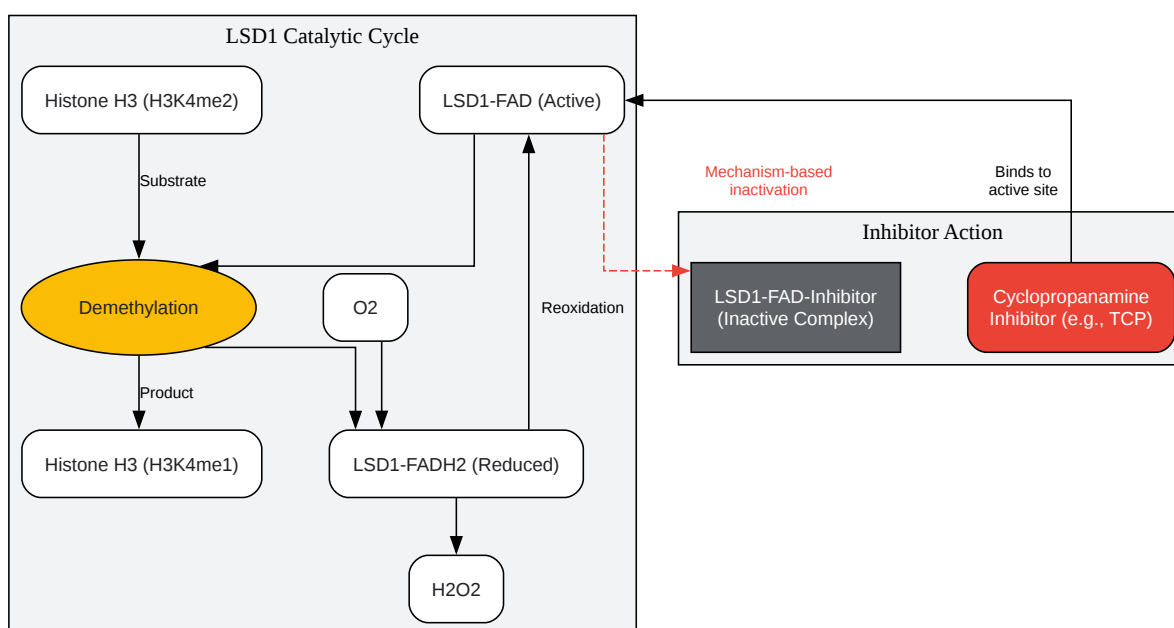 LSD1 Catalytic Cycle
Histone H3 (H3K4me2)
LSD1-FAD (Active)
Substrate
Mechanism-based
inactivation
Binds to
active site
Inhibitor Action
Demethylation
O2
Reoxidation
LSD1-FAD-Inhibitor
(Inactive Complex)
Cyclopropanamine
Inhibitor (e.g., TCP)
Product
Histone H3 (H3K4me1)
LSD1-FADH2 (Reduced)
H2O2